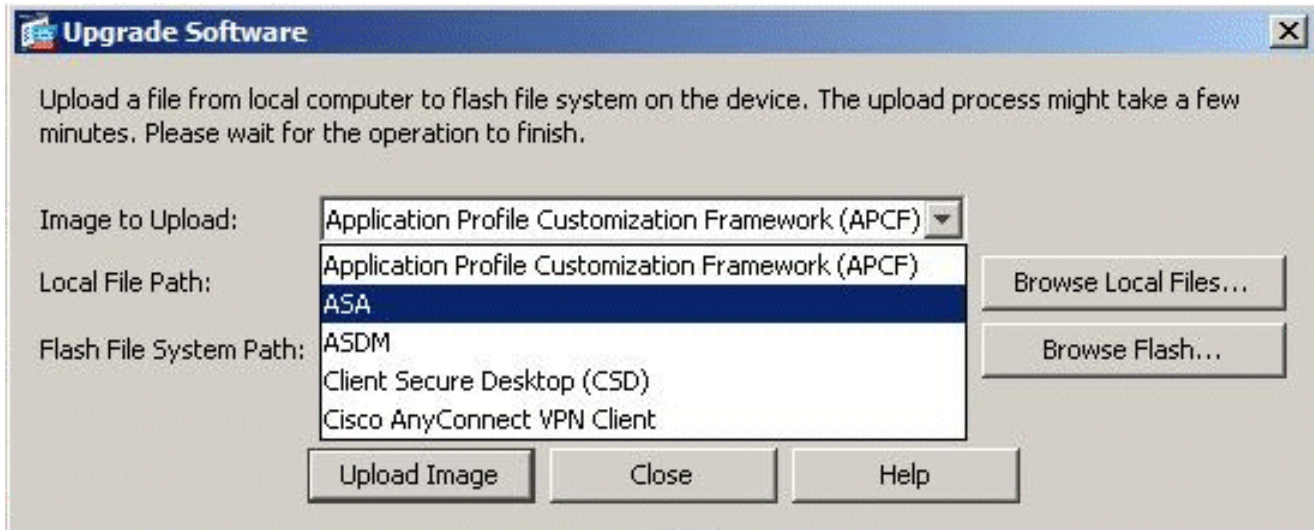 Upgrade Software
Upload a file from local computer to flash file system on the device. The upload process might take a few
minutes. Please wait for the operation to finish.
Image to Upload:
Application Profile Customization Framework (APCF)
Application Profile Customization Framework (APCF)
Local File Path:
Browse Local Files...
ASA
Flash File System Path:
ASDM
Browse Flash...
Client Secure Desktop (CSD)
Cisco AnyConnect VPN Client
Upload Image
Close
Help